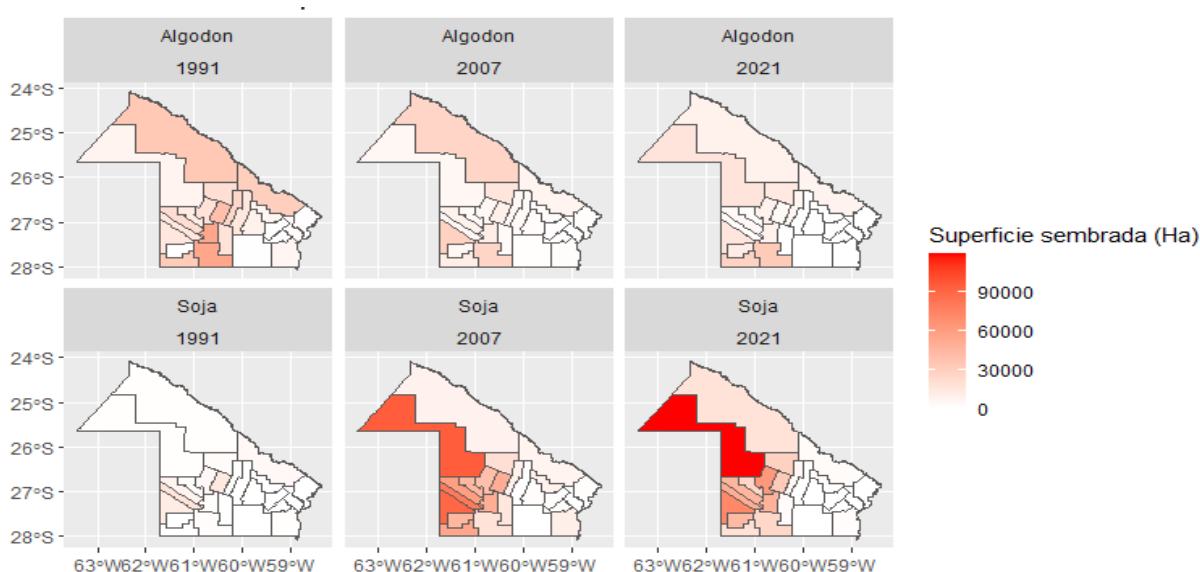 Algodon
1991
Algodon
2007
Algodon
2021
24°S
25°S
26°S
27°S
28°S
Soja
1991
Soja
2007
Soja
2021
24°S
25°S
26°S
27°S
28°S
63°W62°W61°W60°W59°W
63°W62°W61°W60°W59°W
63°W62°W61°W60°W59°W
Superficie sembrada (Ha)
90000
60000
30000
0